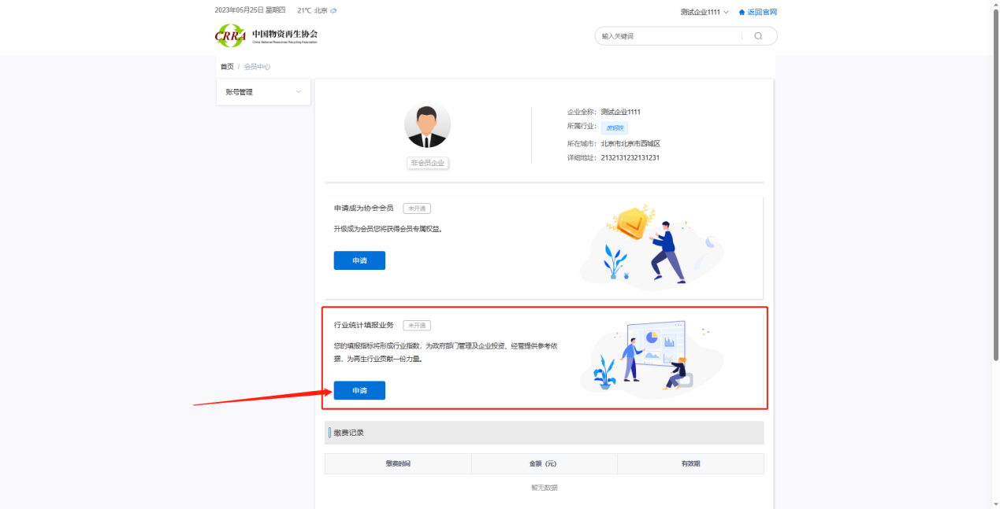 2023年05月25日 星期四 21℃ 北京
测试企业1111 返回官网
CRRA 中国物资再生协会
China National Resources Recycling Association
输入关键词
首页 / 会员中心
账号管理
企业全称: 测试企业1111
所属行业: 废钢铁
所在城市: 北京市北京市西城区
详细地址: 2132131232131231
非会员企业
申请成为协会会员 未开通
升级成为会员您将获得会员专属权益。
申请
行业统计填报业务 未开通
您的填报指标将形成行业指数，为政府部门管理及企业投资、经营提供参考依
据，为再生行业贡献一份力量。
申请
缴费记录
缴费时间 金额（元） 有效期
暂无数据